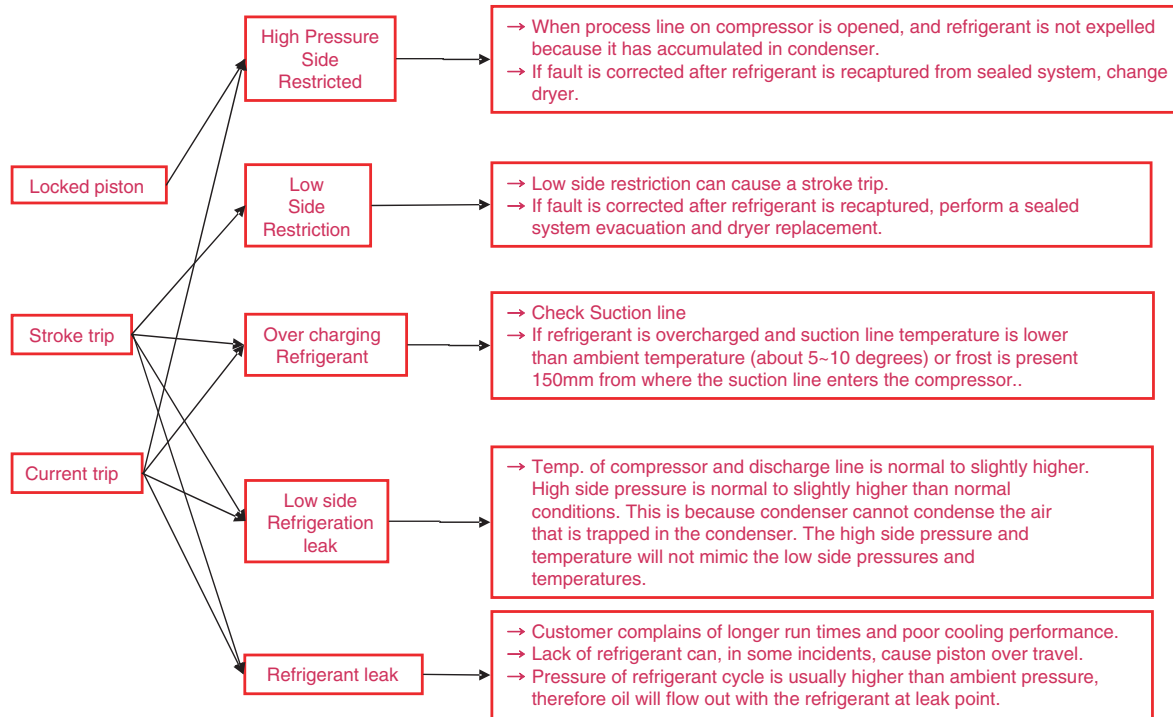 High Pressure
Side
Restricted
→ When process line on compressor is opened, and refrigerant is not expelled
because it has accumulated in condenser.
→ If fault is corrected after refrigerant is recaptured from sealed system, change
dryer.
Locked piston
Low
Side
Restriction
→ Low side restriction can cause a stroke trip.
→ If fault is corrected after refrigerant is recaptured, perform a sealed
system evacuation and dryer replacement.
Stroke trip
Over charging
Refrigerant
→ Check Suction line
→ If refrigerant is overcharged and suction line temperature is lower
than ambient temperature (about 5~10 degrees) or frost is present
150mm from where the suction line enters the compressor..
Current trip
Low side
Refrigeration
leak
→ Temp. of compressor and discharge line is normal to slightly higher.
High side pressure is normal to slightly higher than normal
conditions. This is because condenser cannot condense the air
that is trapped in the condenser. The high side pressure and
temperature will not mimic the low side pressures and
temperatures.
Refrigerant leak
→ Customer complains of longer run times and poor cooling performance.
→ Lack of refrigerant can, in some incidents, cause piston over travel.
→ Pressure of refrigerant cycle is usually higher than ambient pressure,
therefore oil will flow out with the refrigerant at leak point.